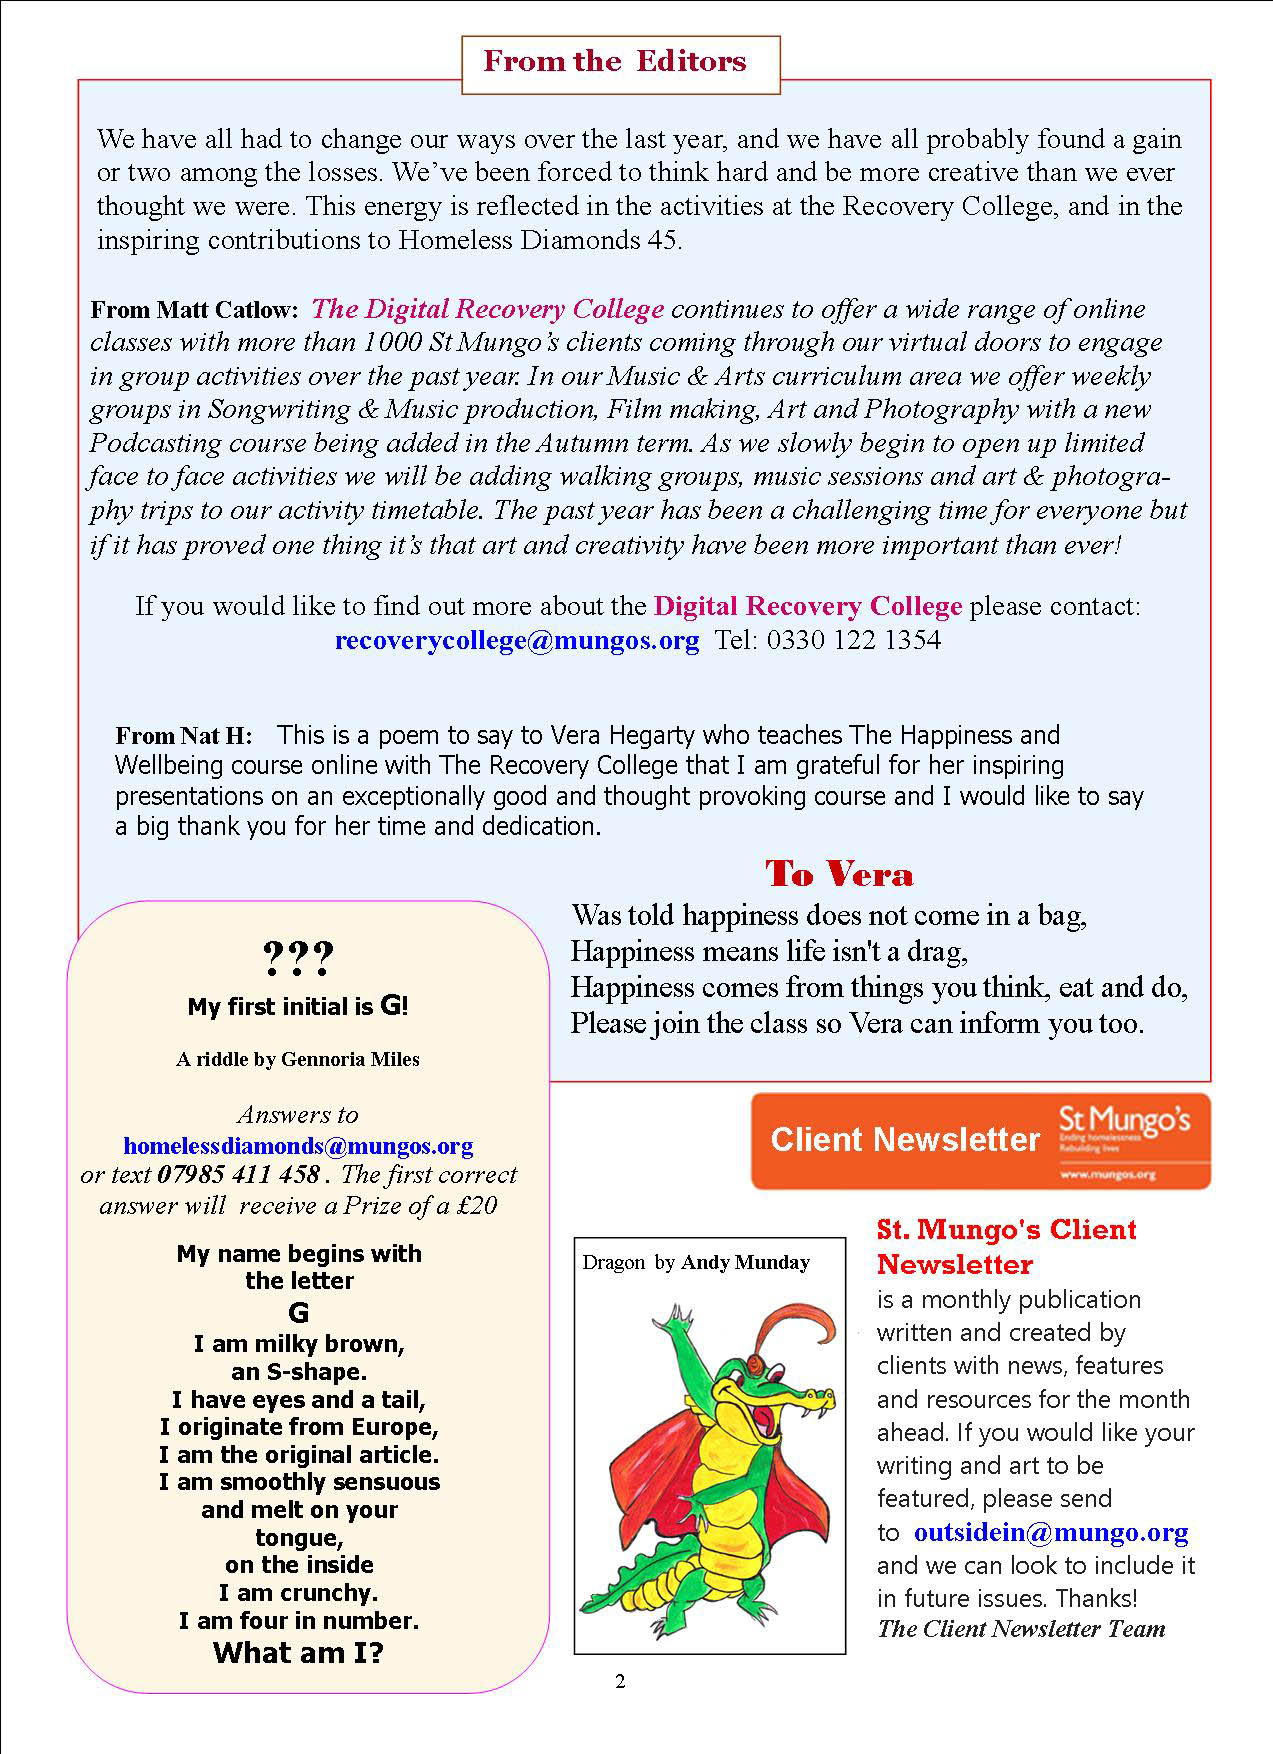 From the Editors
We have all had to change our ways over the last year, and we have all probably found a gain
or two among the losses. We've been forced to think hard and be more creative than we ever
thought we were. This energy is reflected in the activities at the Recovery College, and in the
inspiring contributions to Homeless Diamonds 45.
From Matt Catlow: The Digital Recovery College continues to offer a wide range of online
classes with more than 1000 St Mungo's clients coming through our virtual doors to engage
in group activities over the past year. In our Music & Arts curriculum area we offer weekly
groups in Songwriting & Music production, Film making, Art and Photography with a new
Podcasting course being added in the Autumn term. As we slowly begin to open up limited
face to face activities we will be adding walking groups, music sessions and art & photogra-
phy trips to our activity timetable. The past year has been a challenging time for everyone but
if it has proved one thing it's that art and creativity have been more important than ever!
If you would like to find out more about the Digital Recovery College please contact:
recoverycollege@mungos.org Tel: 0330 122 1354
From Nat H: This is a poem to say to Vera Hegarty who teaches The Happiness and
Wellbeing course online with The Recovery College that I am grateful for her inspiring
presentations on an exceptionally good and thought provoking course and I would like to say
a big thank you for her time and dedication.
To Vera
Was told happiness does not come in a bag,
Happiness means life isn't a drag,
Happiness comes from things you think, eat and do,
Please join the class so Vera can inform you too.
???
My first initial is G!
A riddle by Gennoria Miles
Answers to
homelessdiamonds@mungos.org
or text 07985 411 458 . The first correct
answer will receive a Prize of a £20
My name begins with
the letter
G
I am milky brown,
an S-shape.
I have eyes and a tail,
I originate from Europe,
I am the original article.
I am smoothly sensuous
and melt on your
tongue,
on the inside
I am crunchy.
I am four in number.
What am I?
Client Newsletter
St Mungo's
Ending homelessness
Rebuilding lives
www.mungos.org
Dragon by Andy Munday
St. Mungo's Client
Newsletter
is a monthly publication
written and created by
clients with news, features
and resources for the month
ahead. If you would like your
writing and art to be
featured, please send
to outsidein@mungo.org
and we can look to include it
in future issues. Thanks!
The Client Newsletter Team
2